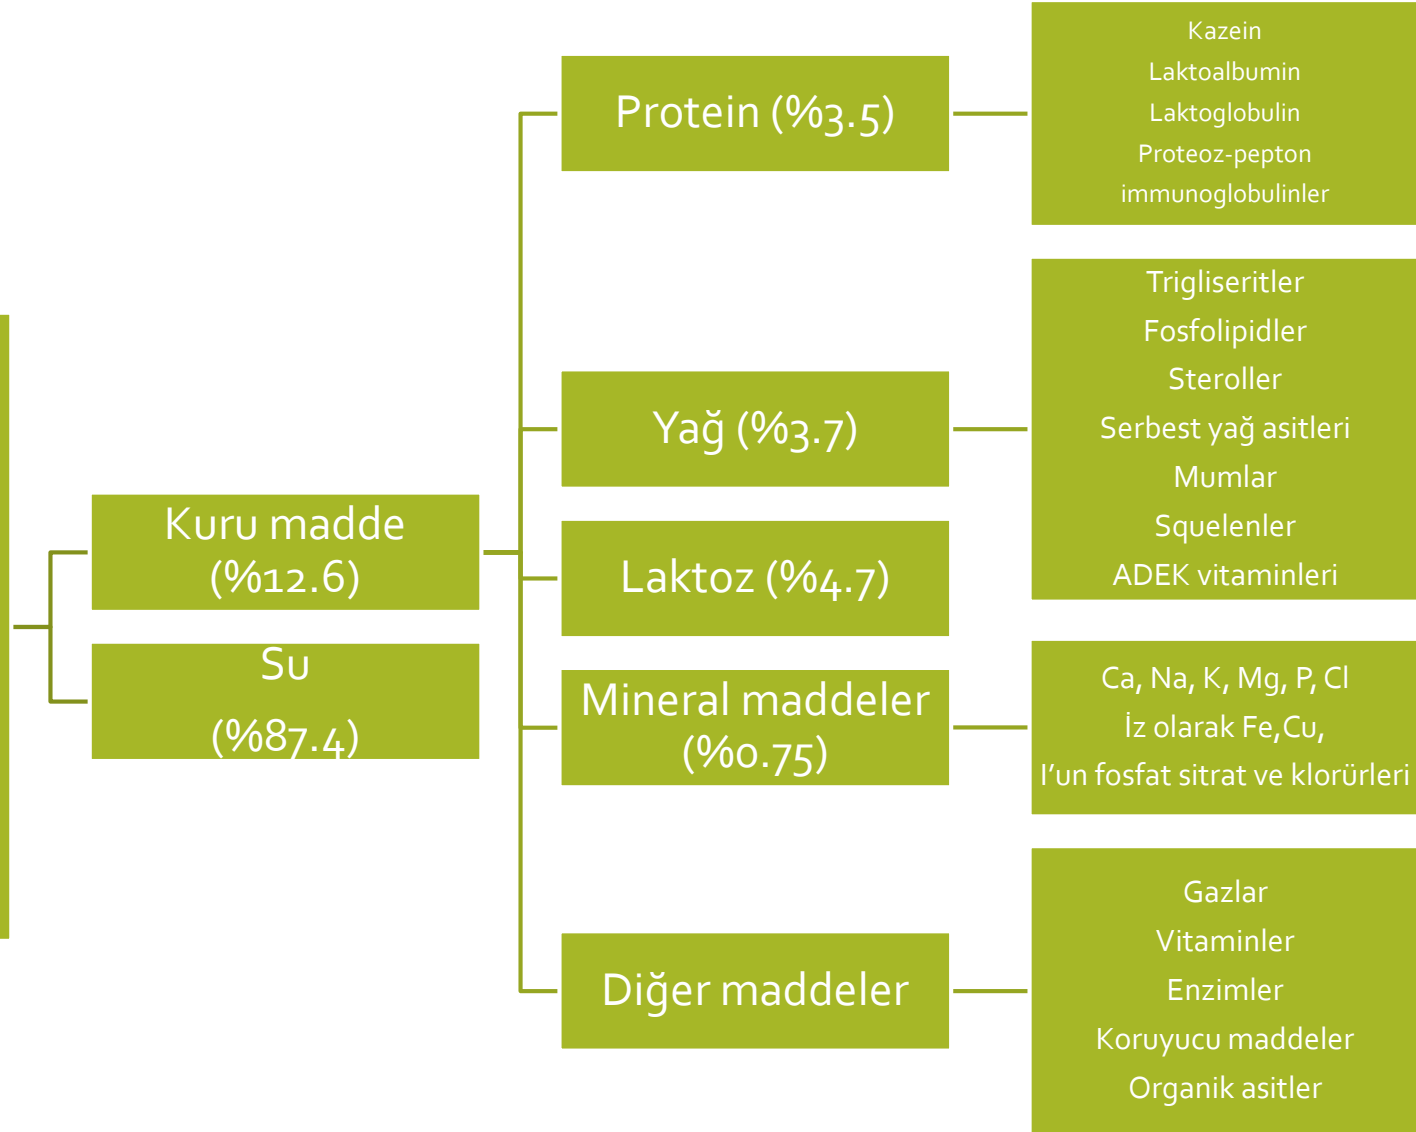 Kuru madde
(%12.6)
Su
(%87.4)
Protein (%3.5)
Yağ (%3.7)
Laktoz (%4.7)
Mineral maddeler
(%0.75)
Diğer maddeler
Kazein
Laktoalbumin
Laktoglobulin
Proteoz-pepton
immunoglobulinler
Trigliseritler
Fosfolipidler
Steroller
Serbest yağ asitleri
Mumlar
Squelenler
ADEK vitaminleri
Ca, Na, K, Mg, P, Cl
İz olarak Fe,Cu,
I’un fosfat sitrat ve klorürleri
Gazlar
Vitaminler
Enzimler
Koruyucu maddeler
Organik asitler